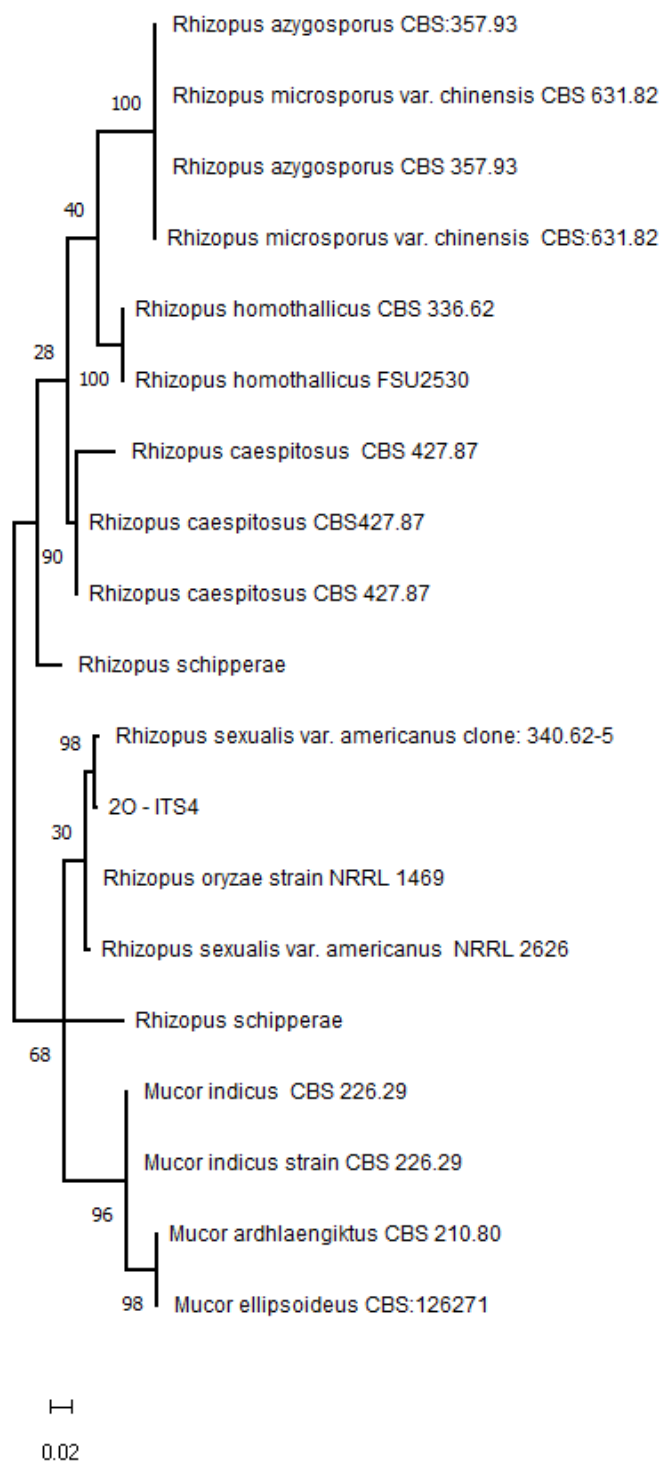 Rhizopus azygosporus CBS:357.93
100
Rhizopus microsporus var. chinensis CBS 631.82
Rhizopus azygosporus CBS 357.93
40
Rhizopus microsporus var. chinensis  CBS:631.82
Rhizopus homothallicus CBS 336.62
28
100
Rhizopus homothallicus FSU2530
Rhizopus caespitosus  CBS 427.87
Rhizopus caespitosus CBS427.87
90
Rhizopus caespitosus CBS 427.87
Rhizopus schipperae
98
Rhizopus sexualis var. americanus clone: 340.62-5
2O - ITS4
30
Rhizopus oryzae strain NRRL 1469
Rhizopus sexualis var. americanus  NRRL 2626
Rhizopus schipperae
68
Mucor indicus  CBS 226.29
Mucor indicus strain CBS 226.29
96
Mucor ardhlaengiktus CBS 210.80
98
Mucor ellipsoideus CBS:126271
0.02